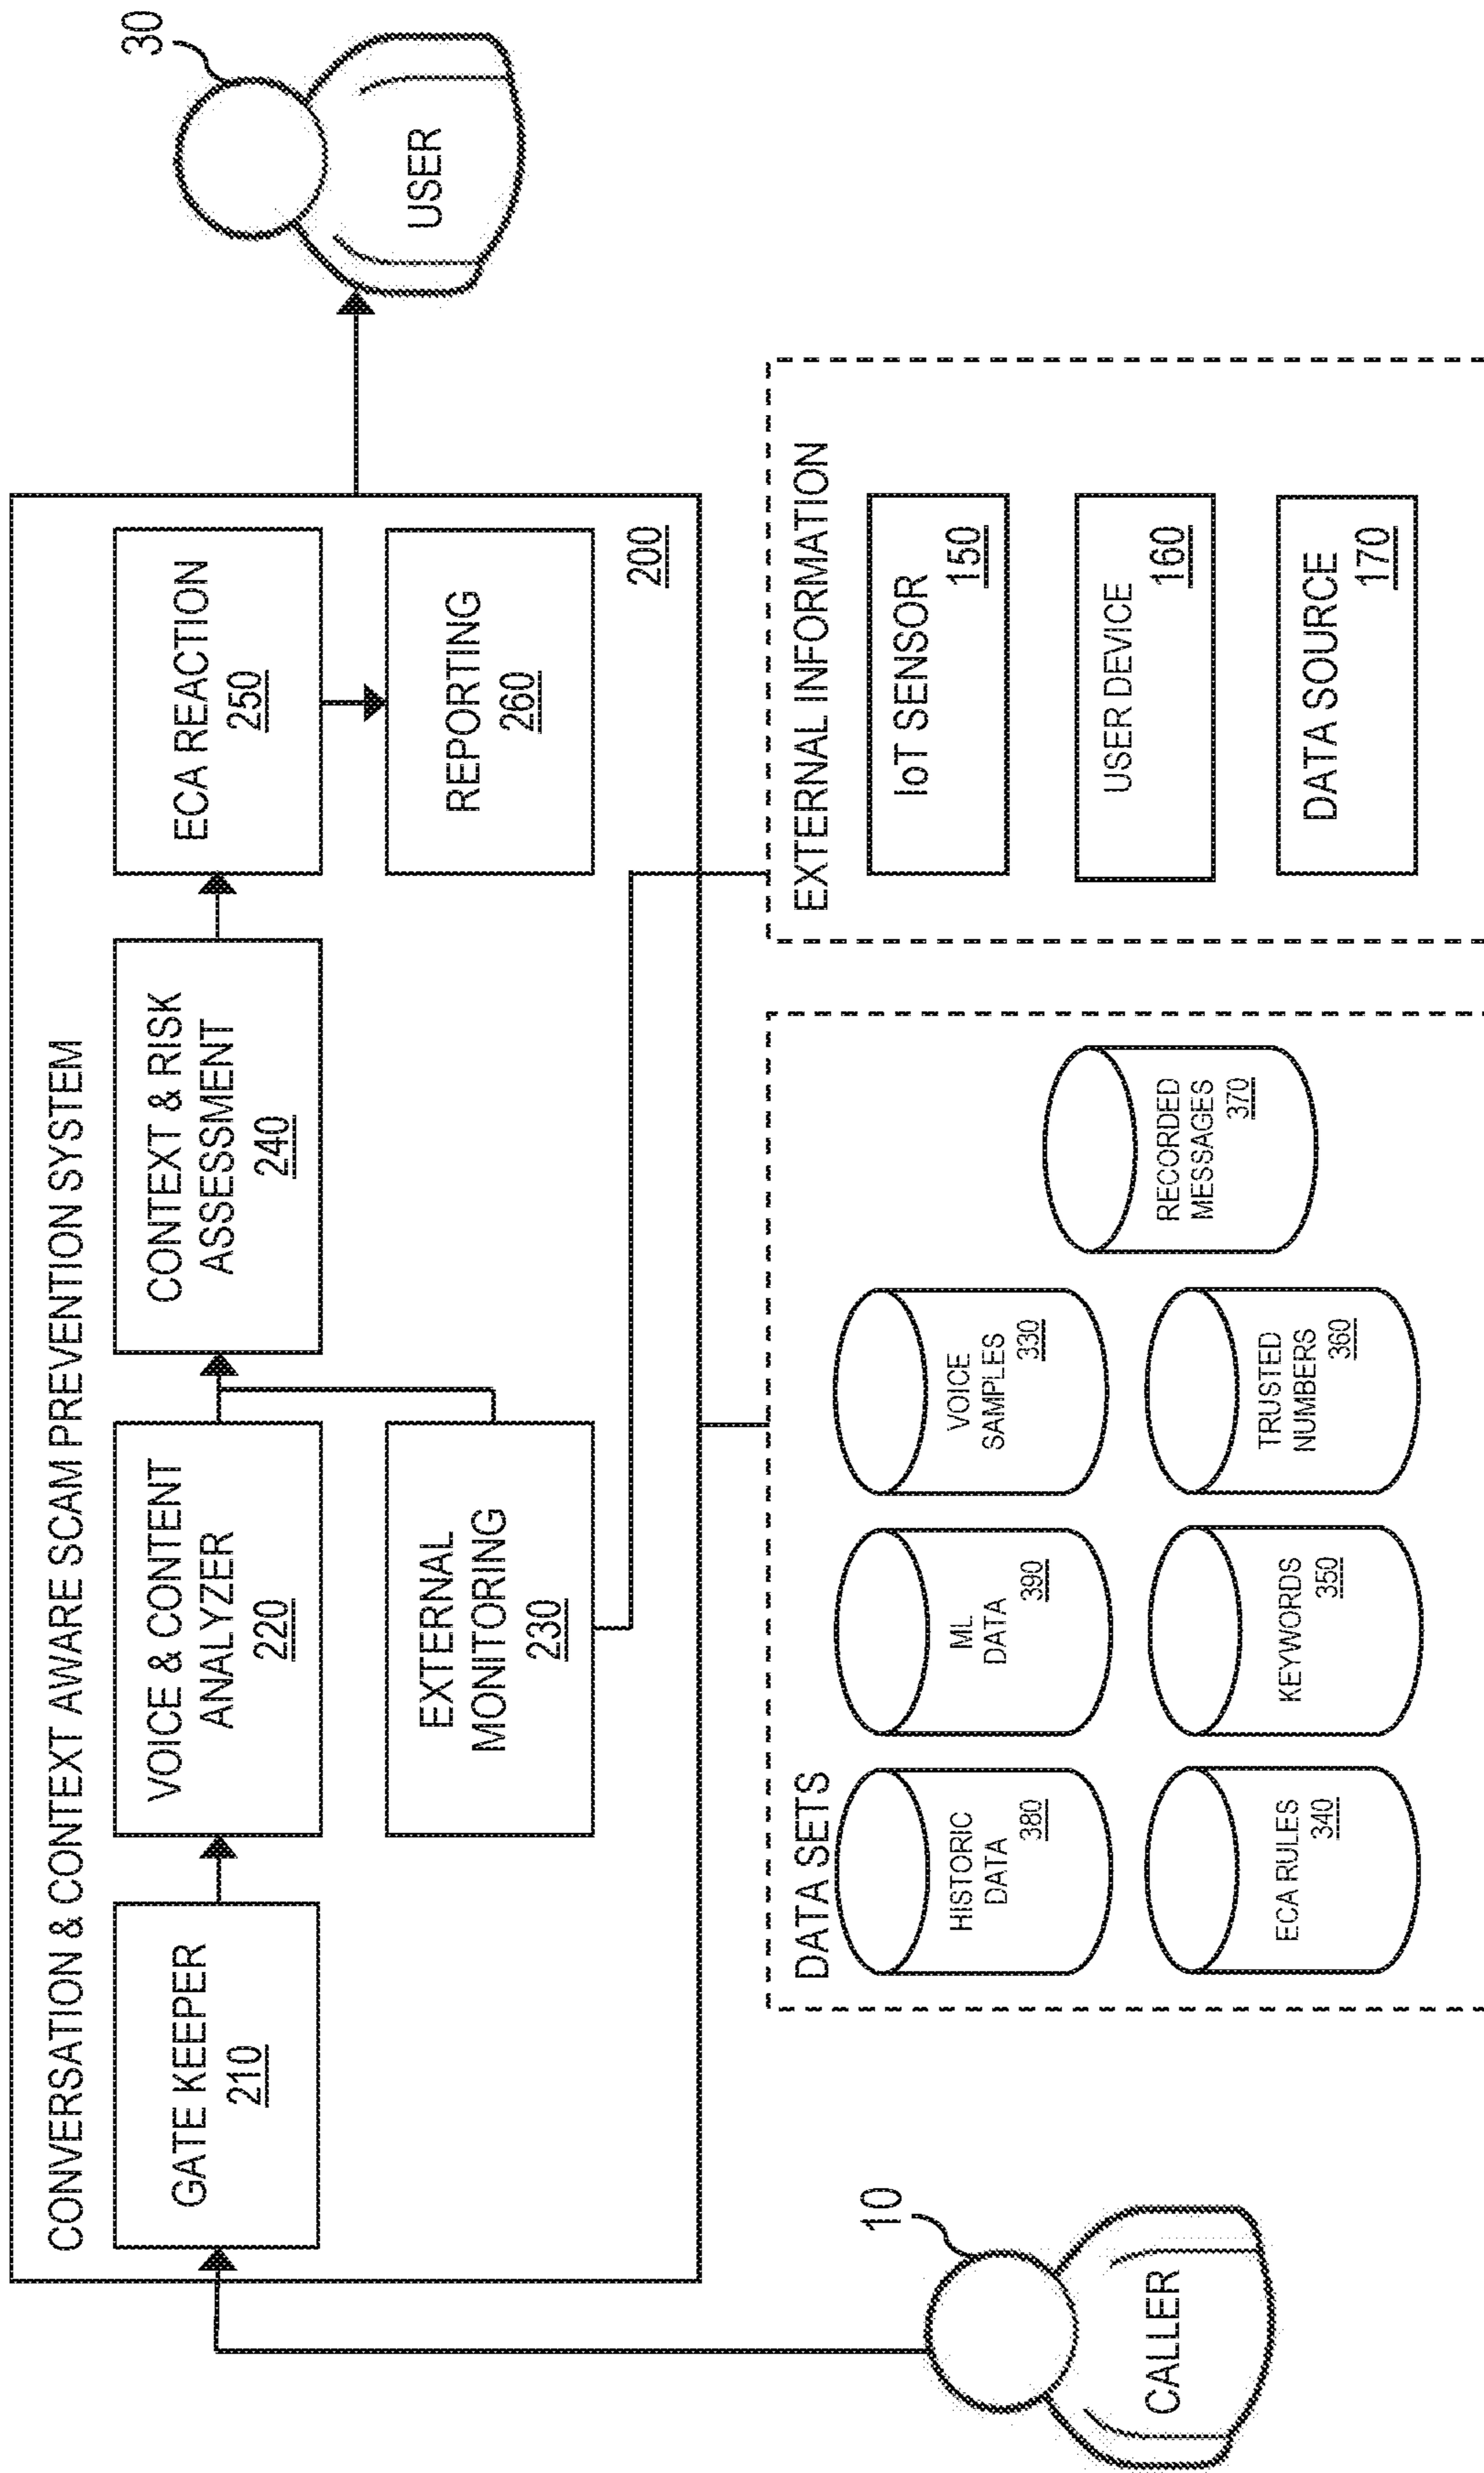 CONVERSATION & CONTEXT AWARE SCAM PREVENTION SYSTEM
GATE KEEPER
210
VOICE & CONTENT
ANALYZER
220
EXTERNAL
MONITORING
230
CONTEXT & RISK
ASSESSMENT
240
ECA REACTION
250
REPORTING
260
200
30
USER
10
CALLER
DATA SETS
HISTORIC
DATA
380
ML
DATA
390
VOICE
SAMPLES
330
ECA RULES
340
KEYWORDS
350
TRUSTED
NUMBERS
360
RECORDED
MESSAGES
370
EXTERNAL INFORMATION
IoT SENSOR
150
USER DEVICE
160
DATA SOURCE
170